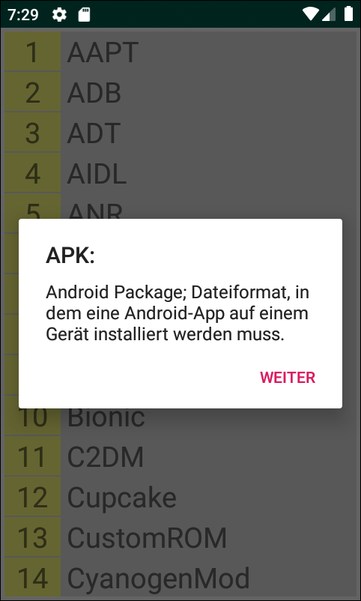 7:29
1 AAPT
2 ADB
3 ADT
4 AIDL
5 ANR
APK:
Android Package; Dateiformat, in
dem eine Android-App auf einem
Gerät installiert werden muss.
WEITER
10 Bionic
11 C2DM
12 Cupcake
13 CustomROM
14 CyanogenMod